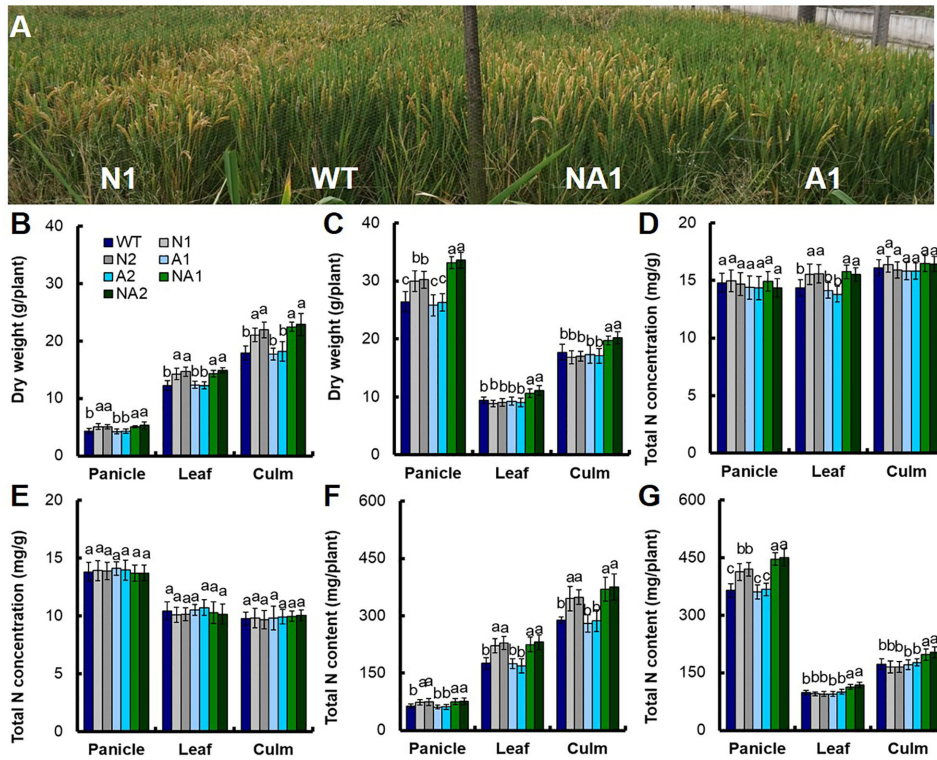 A
N1 WT NA1 A1
B
Dry weight (g/plant)
40
30
20
10
0
WT N1
N2 A1
A2 NA1
NA2
b a a b b a a
b a a b b a a
b a a b b a a
Panicle Leaf Culm
C
Dry weight (g/plant)
40
30
20
10
0
c b b c c a a
b b b b b a a
b b b b b a a
Panicle Leaf Culm
D
Total N concentration (mg/g)
20
15
10
5
0
a a a a a a a
b a a b b a a
a a a a a a a
Panicle Leaf Culm
E
Total N concentration (mg/g)
20
15
10
5
0
a a a a a a a
a a a a a a a
a a a a a a a
Panicle Leaf Culm
F
Total N content (mg/plant)
600
450
300
150
0
b a a b b a a
b a a b b a a
b a a b b a a
Panicle Leaf Culm
G
Total N content (mg/plant)
600
450
300
150
0
c b b c c a a
b b b b b a a
b b b b b a a
Panicle Leaf Culm